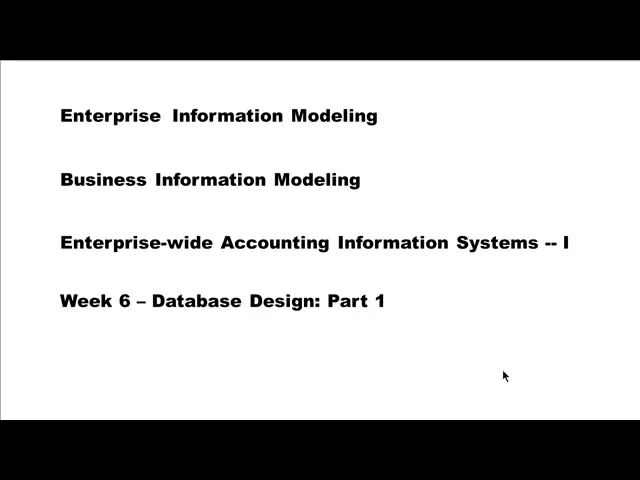 Enterprise Information Modeling
Business Information Modeling
Enterprise-wide Accounting Information Systems -- I
Week 6 – Database Design: Part 1